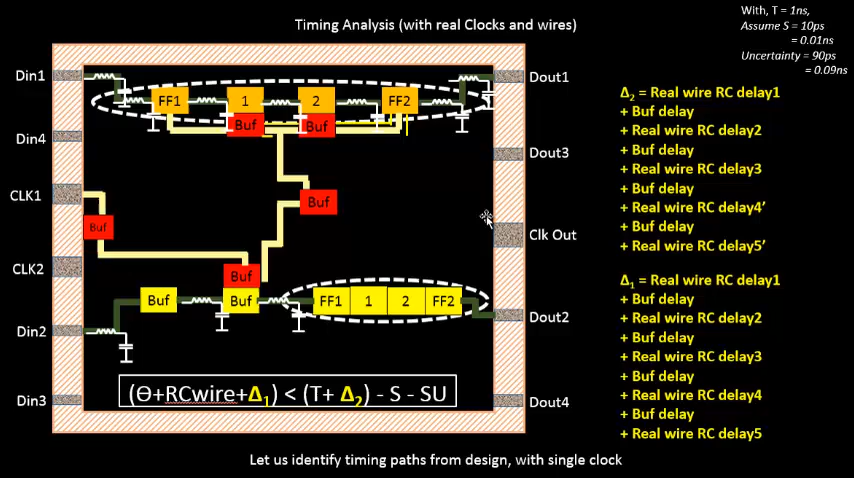 Timing Analysis (with real Clocks and wires)
With, T = 1ns,
Assume S = 10ps
= 0.01ns
Uncertainty = 90ps
= 0.09ns
Din1
Din4
CLK1
CLK2
Din2
Din3
FF1 1 2 FF2
Buf Buf
Buf
Buf
Buf
Buf Buf FF1 1 2 FF2
(Ө+RCwire+Δ1) < (T+ Δ2) - S - SU
Dout1
Dout3
Clk Out
Dout2
Dout4
Δ2 = Real wire RC delay1
+ Buf delay
+ Real wire RC delay2
+ Buf delay
+ Real wire RC delay3
+ Buf delay
+ Real wire RC delay4’
+ Buf delay
+ Real wire RC delay5’
Δ1 = Real wire RC delay1
+ Buf delay
+ Real wire RC delay2
+ Buf delay
+ Real wire RC delay3
+ Buf delay
+ Real wire RC delay4
+ Buf delay
+ Real wire RC delay5
Let us identify timing paths from design, with single clock